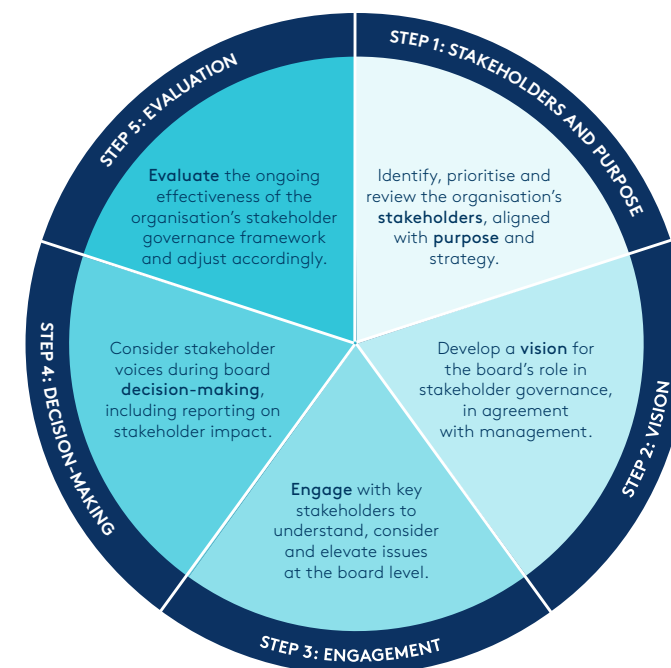 STEP 1: STAKEHOLDERS AND PURPOSE
Identify, prioritise and
review the organisation's
stakeholders, aligned
with purpose and
strategy.
STEP 2: VISION
Develop a vision for
the board's role in
stakeholder governance,
in agreement
with management.
STEP 3: ENGAGEMENT
Engage with key
stakeholders to
understand, consider
and elevate issues
at the board level.
STEP 4: DECISION-MAKING
Consider stakeholder
voices during board
decision-making,
including reporting on
stakeholder impact.
STEP 5: EVALUATION
Evaluate the ongoing
effectiveness of the
organisation's stakeholder
governance framework
and adjust accordingly.